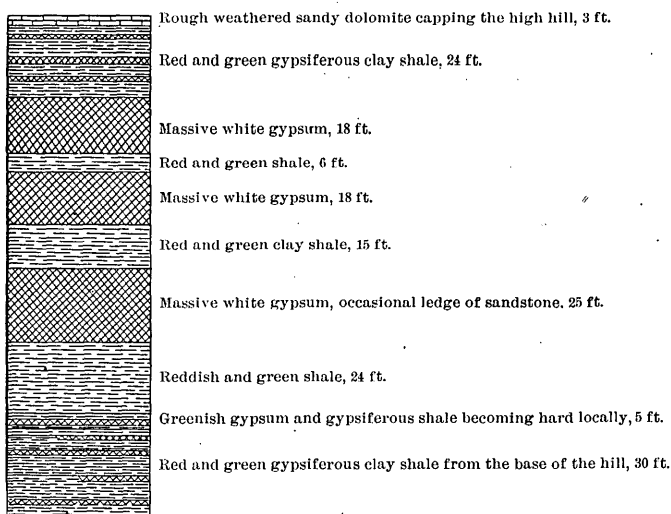 Rough weathered sandy dolomite capping the high hill, 3 ft.
Red and green gypsiferous clay shale, 24 ft.
Massive white gypsum, 18 ft.
Red and green shale, 6 ft.
Massive white gypsum, 18 ft.
Red and green clay shale, 15 ft.
Massive white gypsum, occasional ledge of sandstone. 25 ft.
Reddish and green shale, 24 ft.
Greenish gypsum and gypsiferous shale becoming hard locally, 5 ft.
Red and green gypsiferous clay shale from the base of the hill, 30 ft.